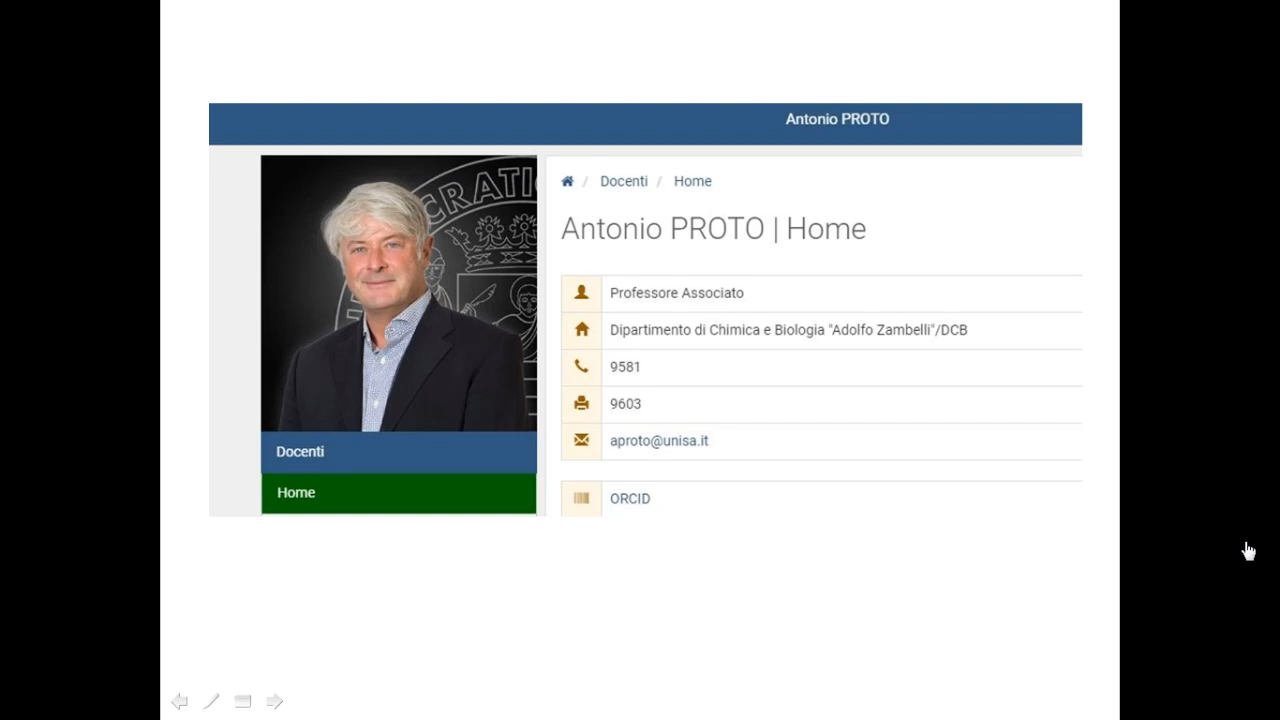 Antonio PROTO
CRATI
/ Docenti / Home
Antonio PROTO | Home
Professore Associato
Dipartimento di Chimica e Biologia "Adolfo Zambelli"/DCB
9581
9603
aproto@unisa.it
ORCID
Docenti
Home